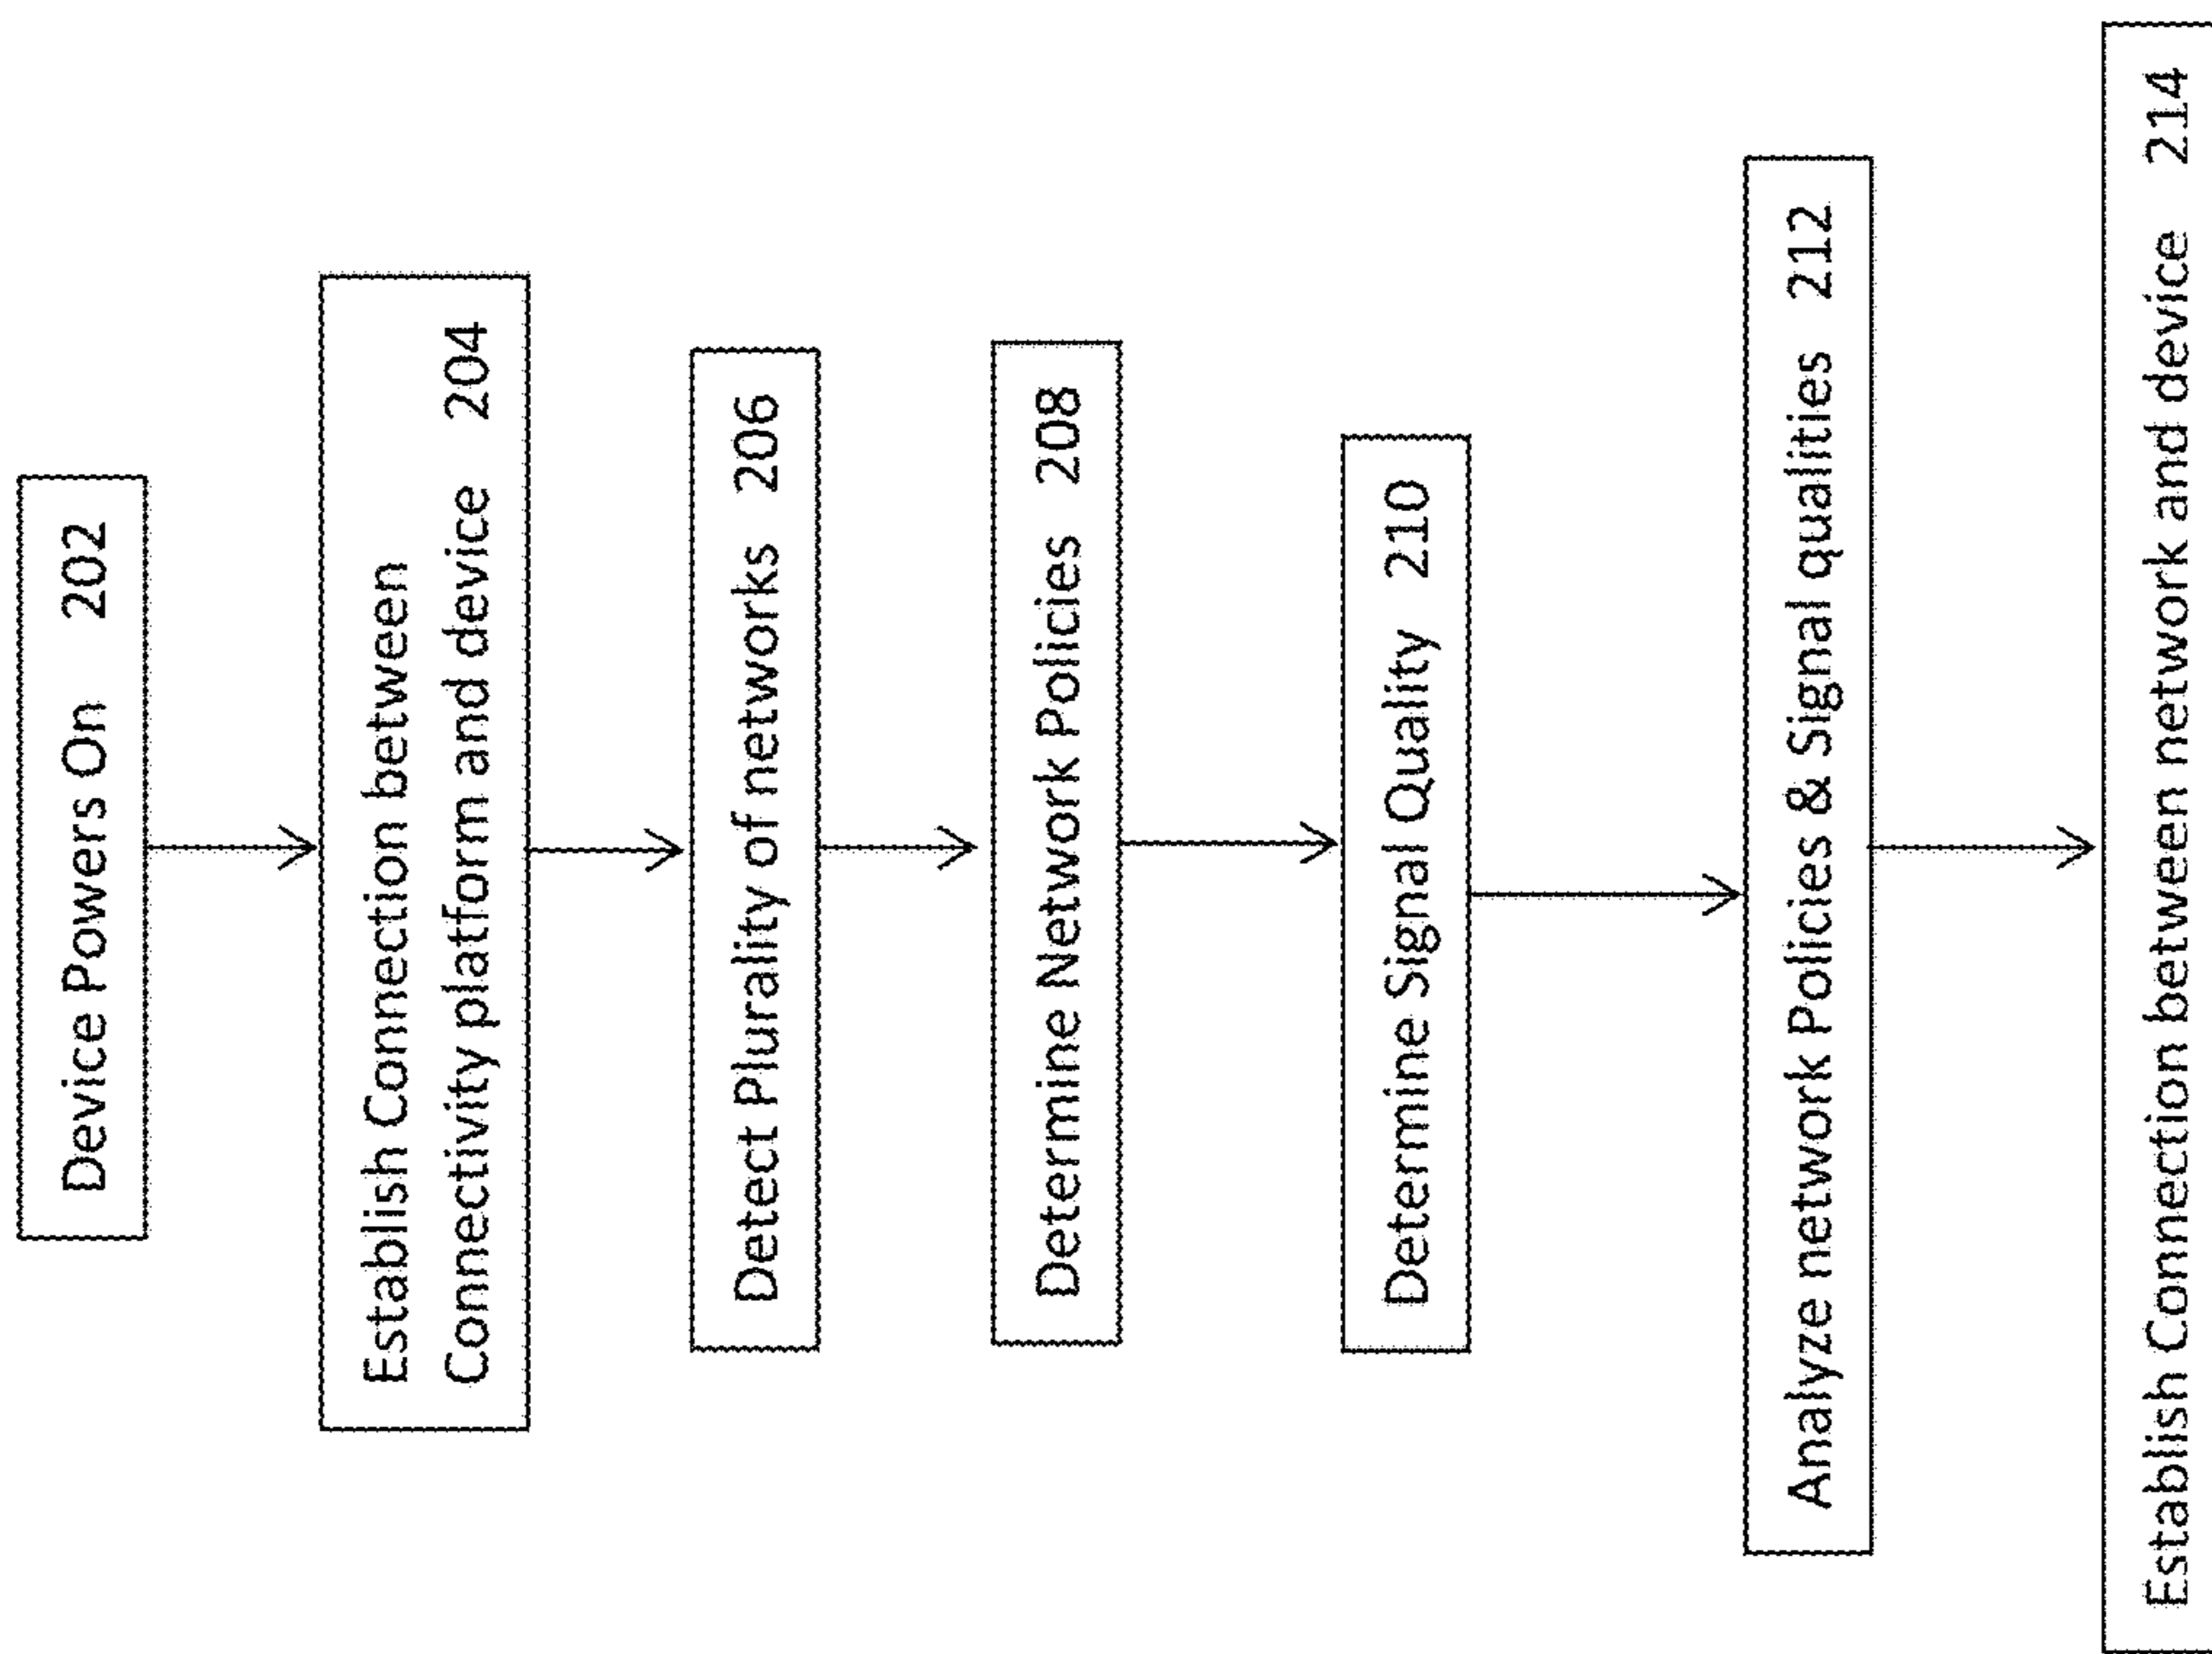 Device Powers On 202
Establish Connection between
Connectivity platform and device 204
Detect Plurality of networks 206
Determine Network Policies 208
Determine Signal Quality 210
Analyze network Policies & Signal qualities 212
Establish Connection between network and device 214